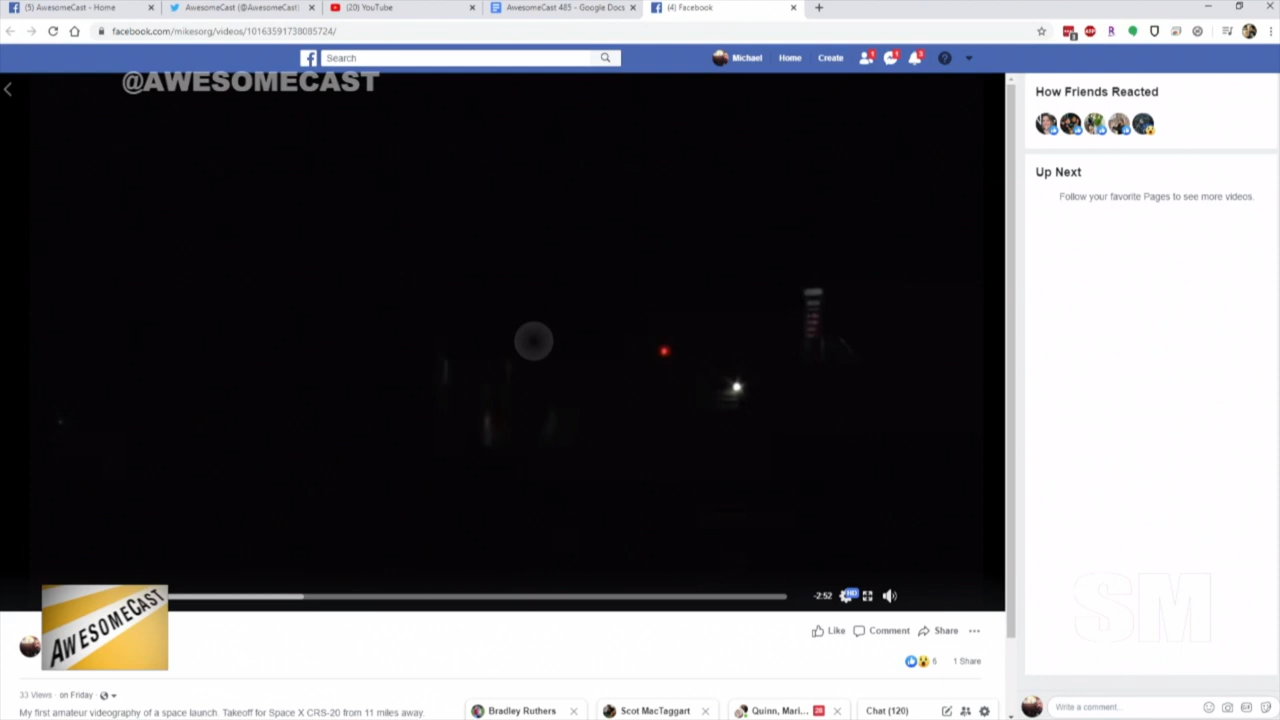 (5) AwesomeCast - Home
AwesomeCast (@AwesomeCast)
(20) YouTube
AwesomeCast 485 - Google Docs
(4) Facebook
facebook.com/mikesorg/videos/10163591738085724/
Search
Michael
Home
Create
@AWESOMECAST
How Friends Reacted
Up Next
Follow your favorite Pages to see more videos.
-2:52
HD
AWESOMECAST
Like
Comment
Share
6
1 Share
SM
33 Views · on Friday ·
My first amateur videography of a space launch. Takeoff for Space X CRS-20 from 11 miles away.
Bradley Ruthers
Scot MacTaggart
Quinn, Mari...
Chat (120)
Write a comment...